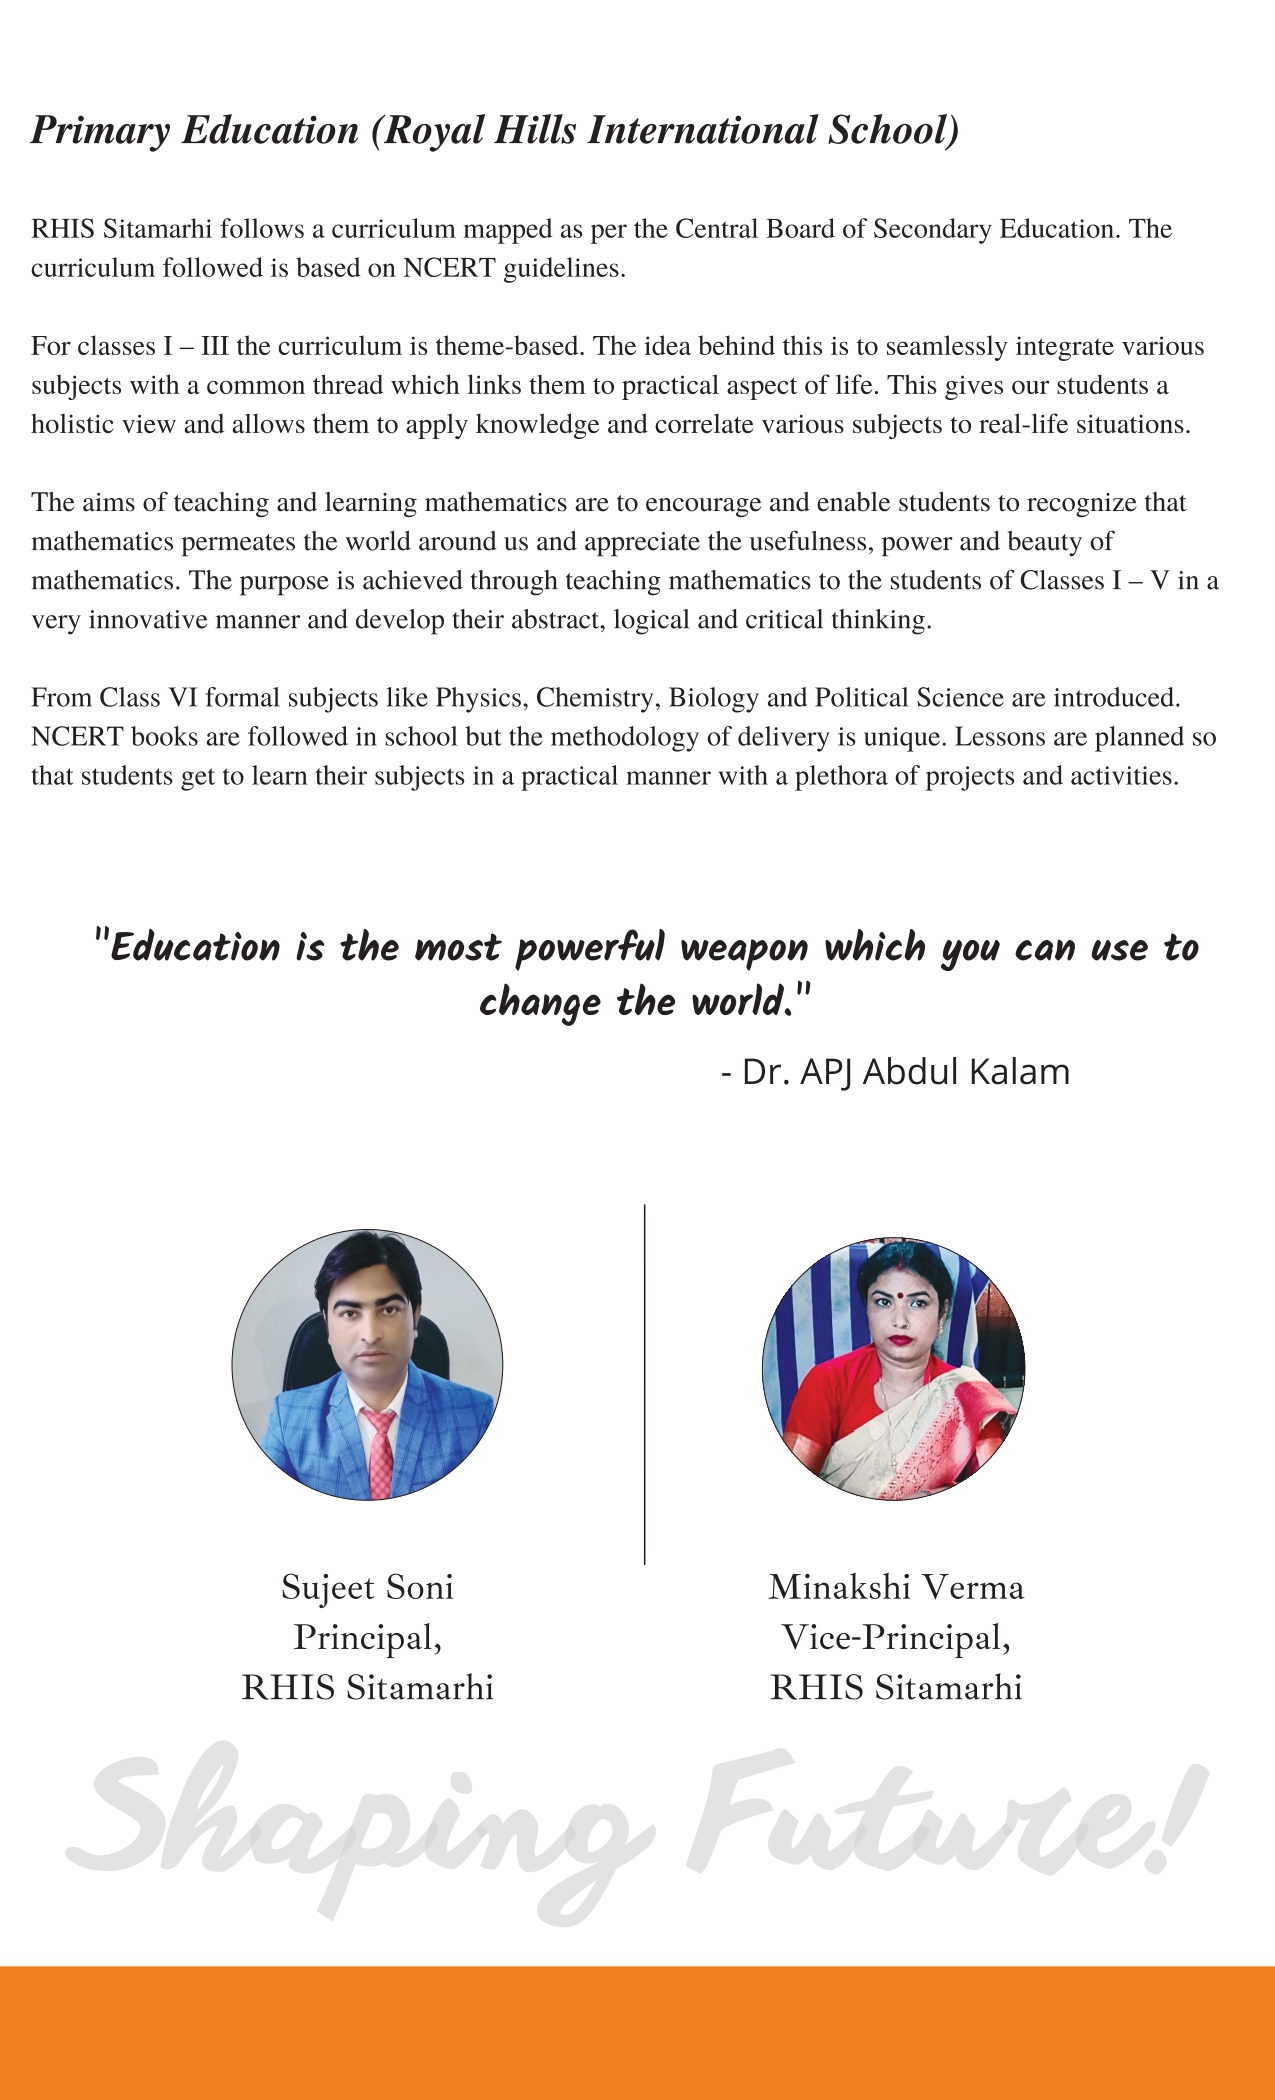 Primary Education (Royal Hills International School)
RHIS Sitamarhi follows a curriculum mapped as per the Central Board of Secondary Education. The
curriculum followed is based on NCERT guidelines.
For classes I – III the curriculum is theme-based. The idea behind this is to seamlessly integrate various
subjects with a common thread which links them to practical aspect of life. This gives our students a
holistic view and allows them to apply knowledge and correlate various subjects to real-life situations.
The aims of teaching and learning mathematics are to encourage and enable students to recognize that
mathematics permeates the world around us and appreciate the usefulness, power and beauty of
mathematics. The purpose is achieved through teaching mathematics to the students of Classes I – V in a
very innovative manner and develop their abstract, logical and critical thinking.
From Class VI formal subjects like Physics, Chemistry, Biology and Political Science are introduced.
NCERT books are followed in school but the methodology of delivery is unique. Lessons are planned so
that students get to learn their subjects in a practical manner with a plethora of projects and activities.
"Education is the most powerful weapon which you can use to
change the world."
- Dr. APJ Abdul Kalam
Sujeet Soni
Principal,
RHIS Sitamarhi
Minakshi Verma
Vice-Principal,
RHIS Sitamarhi
Shaping Future!